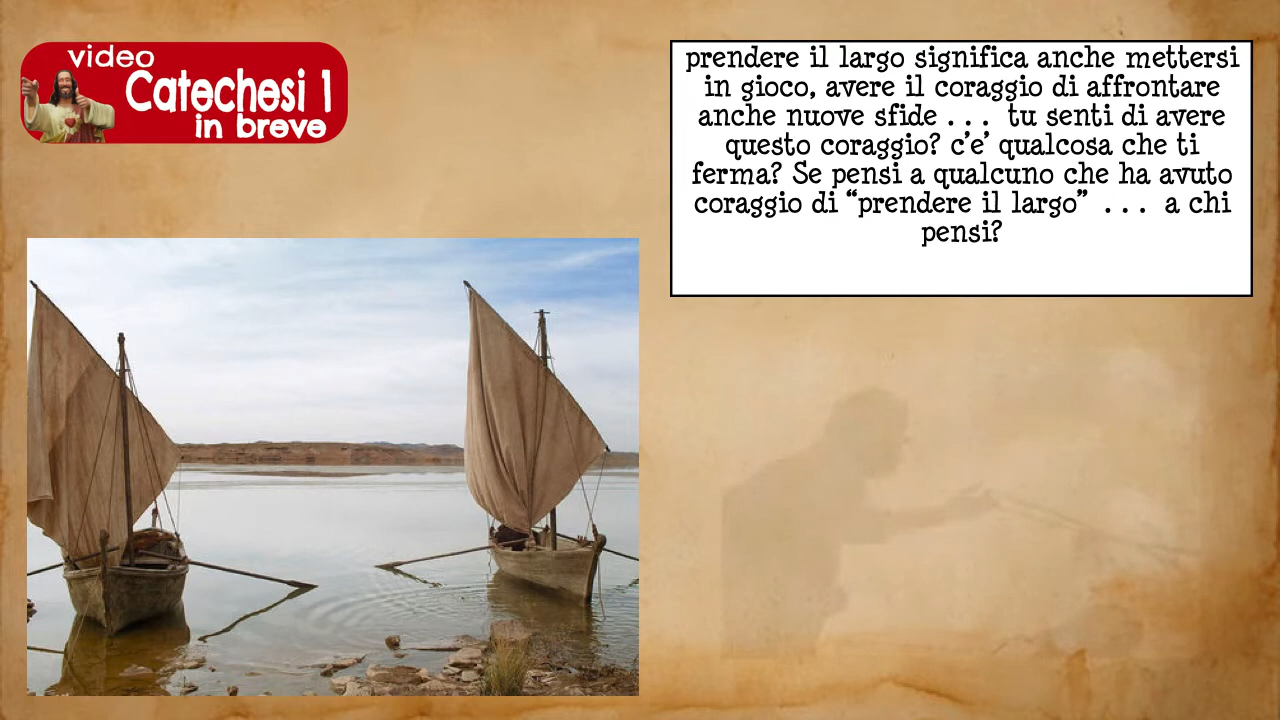 video
Catechesi 1
in breve
prendere il largo significa anche mettersi
in gioco, avere il coraggio di affrontare
anche nuove sfide . . .  tu senti di avere
questo coraggio? c'e' qualcosa che ti
ferma? Se pensi a qualcuno che ha avuto
coraggio di “prendere il largo”  . . .  a chi
pensi?